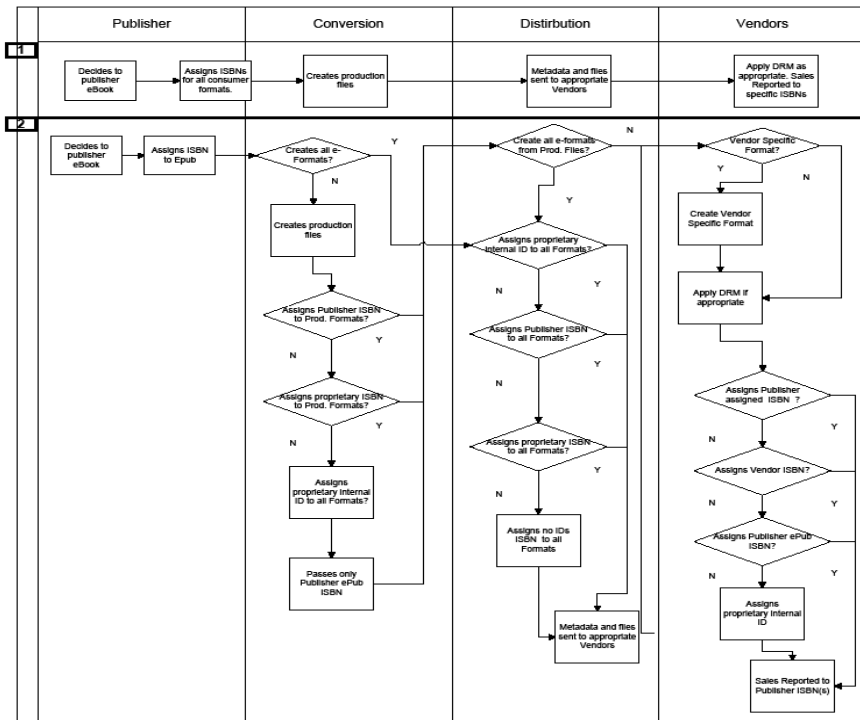 Publisher
Conversion
Distirbution
Vendors
1
Decides to
publisher
eBook
Assigns ISBNs
for all consumer
formats.
Creates production
files
Metadata and files
sent to appropriate
Vendors
Apply DRM as
appropriate. Sales
Reported to
specific ISBNs
2
Decides to
publisher
eBook
Assigns ISBN
to Epub
Creates all e-
Formats?
Y
N
Creates production
files
Assigns Publisher ISBN
to Prod. Formats?
Y
N
Assigns proprietary ISBN
to Prod. Formats?
Y
N
Assigns
proprietary Internal
ID to all Formats?
Passes only
Publisher ePub
ISBN
Create all e-formats
from Prod. Files?
N
Y
Assigns proprietary
Internal ID to all Formats?
Y
N
Assigns Publisher ISBN
to all Formats?
Y
N
Assigns proprietary ISBN
to all Formats?
Y
N
Assigns no IDs
ISBN to all
Formats
Metadata and files
sent to appropriate
Vendors
Vendor Specific
Format?
Y
N
Create Vendor
Specific Format
Apply DRM if
appropriate
Assigns Publisher
assigned ISBN ?
Y
N
Assigns Vendor ISBN?
Y
N
Assigns Publisher ePub
ISBN?
Y
N
Assigns
proprietary Internal
ID
Sales Reported to
Publisher ISBN(s)